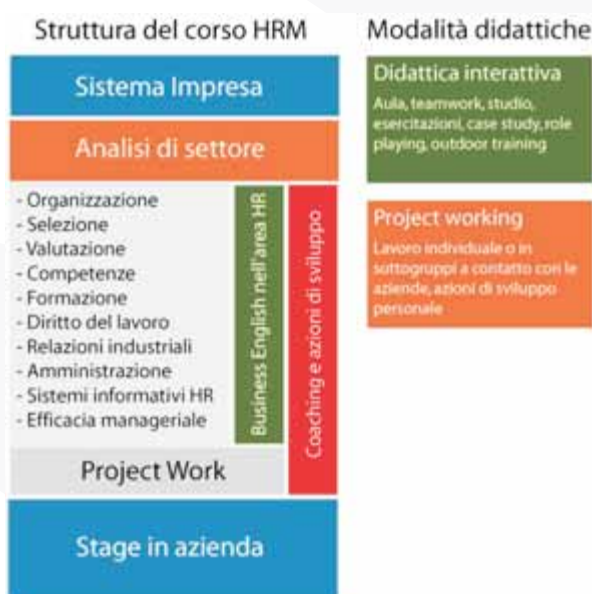 Struttura del corso HRM
Sistema Impresa
Analisi di settore
- Organizzazione
- Selezione
- Valutazione
- Competenze
- Formazione
- Diritto del lavoro
- Relazioni industriali
- Amministrazione
- Sistemi informativi HR
- Efficacia manageriale
Business English nell'area HR
Coaching e azioni di sviluppo
Project Work
Stage in azienda
Modalità didattiche
Didattica interattiva
Aula, teamwork, studio,
esercitazioni, case study, role
playing, outdoor training
Project working
Lavoro individuale o in
sottogruppi a contatto con le
aziende, azioni di sviluppo
personale